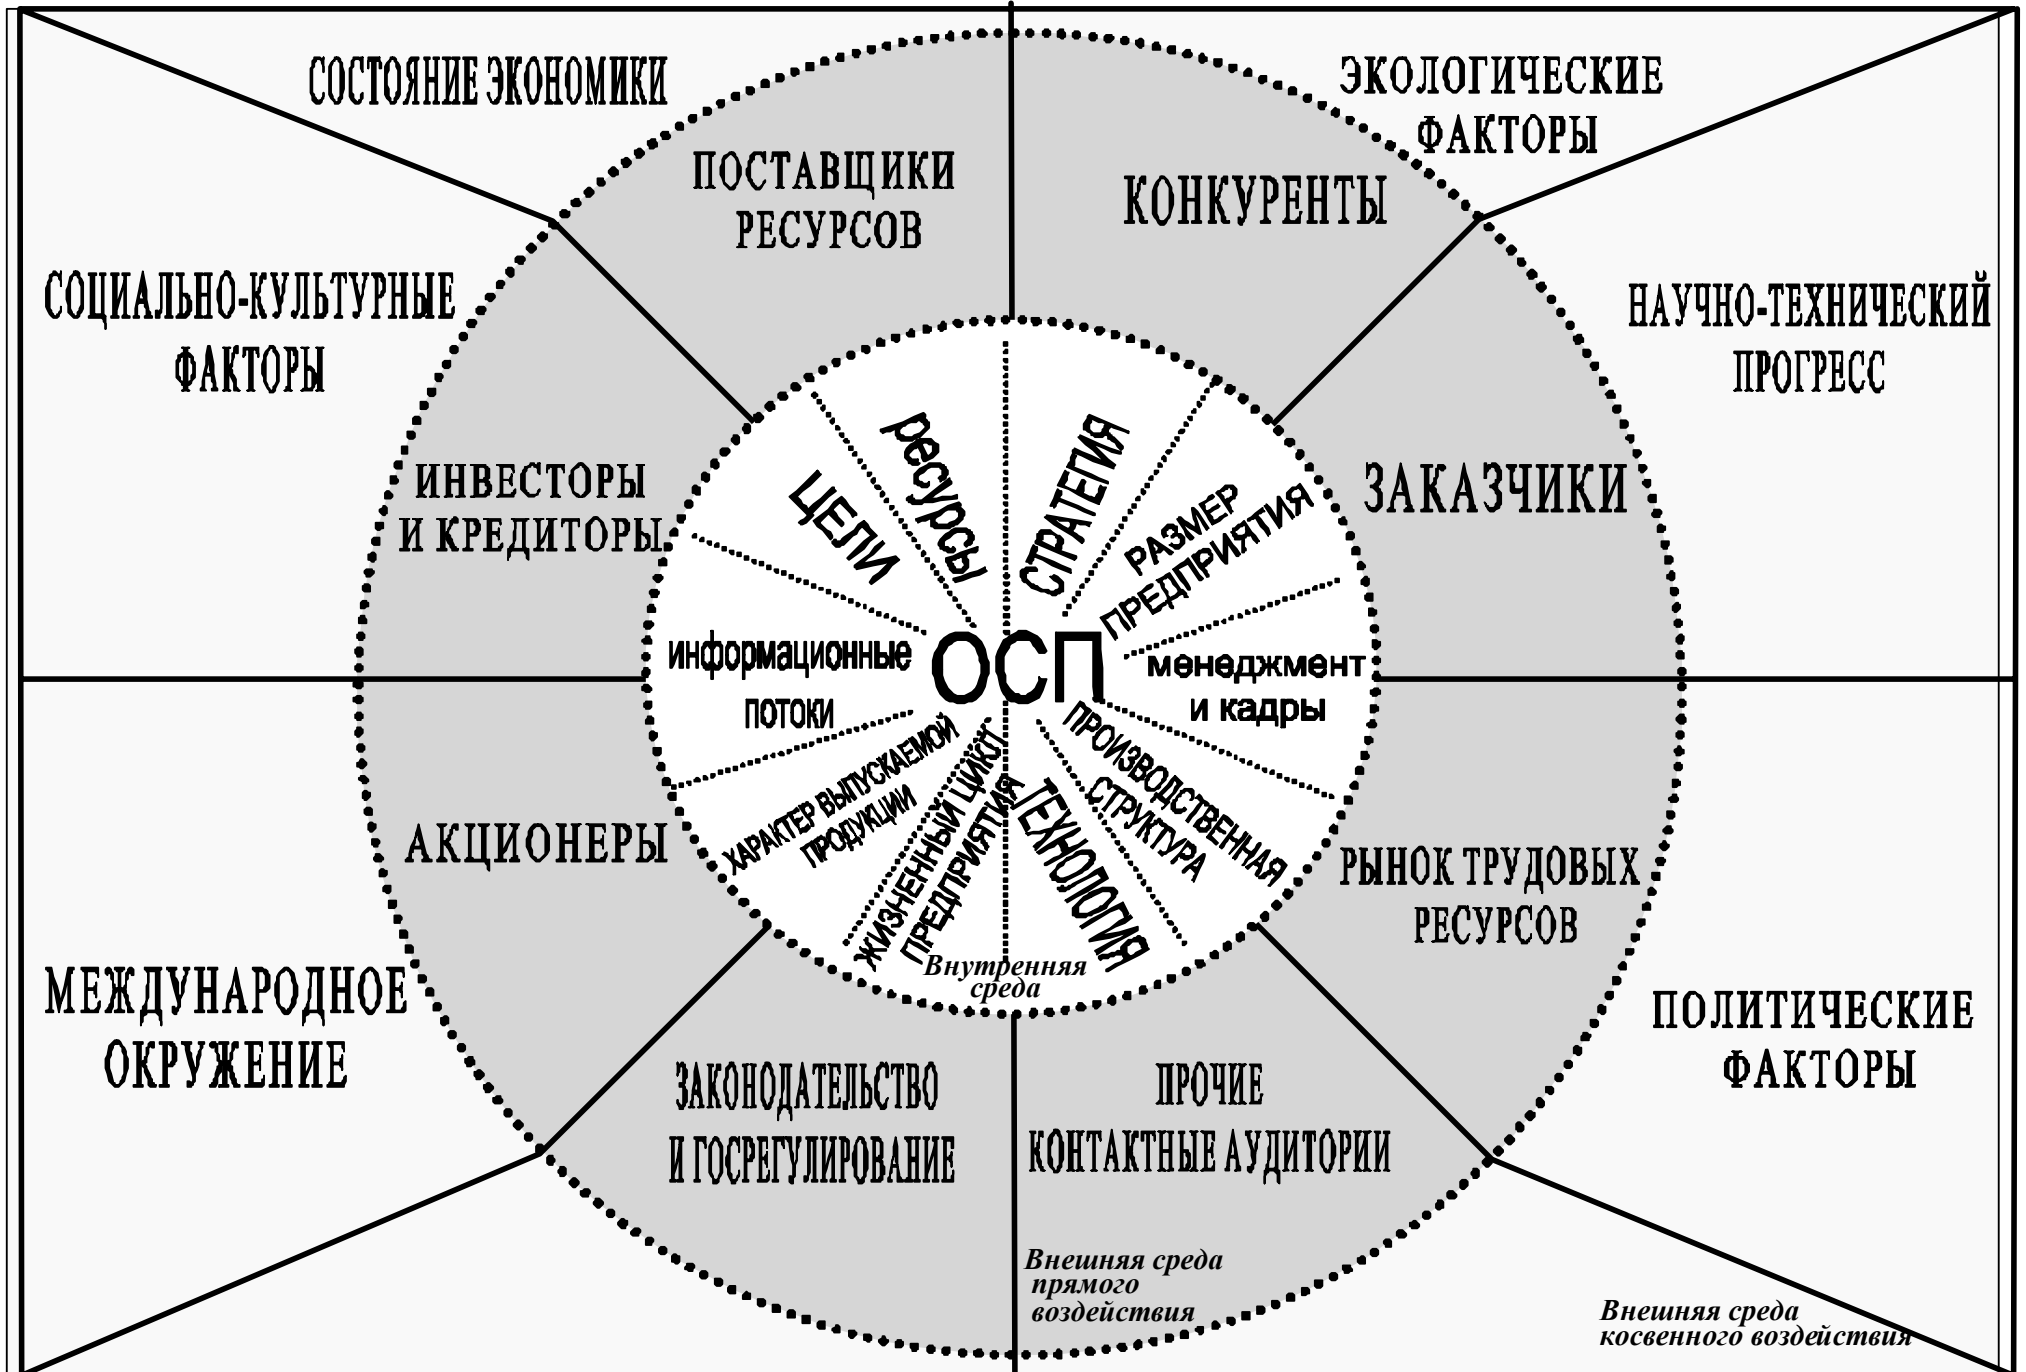 СОСТОЯНИЕ ЭКОНОМИКИ
ЭКОЛОГИЧЕСКИЕ
ФАКТОРЫ
ПОСТАВЩИКИ
РЕСУРСОВ
КОНКУРЕНТЫ
СОЦИАЛЬНО-КУЛЬТУРНЫЕ
ФАКТОРЫ
НАУЧНО-ТЕХНИЧЕСКИЙ
ПРОГРЕСС
ИНВЕСТОРЫ
И КРЕДИТОРЫ
ЗАКАЗЧИКИ
ЦЕЛИ
ресурсы
СТРАТЕГИЯ
РАЗМЕР
ПРЕДПРИЯТИЯ
информационные
потоки
ОСП
менеджмент
и кадры
ХАРАКТЕР ВЫПУСКАЕМОЙ
ПРОДУКЦИИ
ЖИЗНЕННЫЙ ЦИКЛ
ПРЕДПРИЯТИЯ
ТЕХНОЛОГИЯ
ПРОИЗВОДСТВЕННАЯ
СТРУКТУРА
Внутренняя
среда
АКЦИОНЕРЫ
РЫНОК ТРУДОВЫХ
РЕСУРСОВ
МЕЖДУНАРОДНОЕ
ОКРУЖЕНИЕ
ПОЛИТИЧЕСКИЕ
ФАКТОРЫ
ЗАКОНОДАТЕЛЬСТВО
И ГОСРЕГУЛИРОВАНИЕ
ПРОЧИЕ
КОНТАКТНЫЕ АУДИТОРИИ
Внешняя среда
прямого
воздействия
Внешняя среда
косвенного воздействия